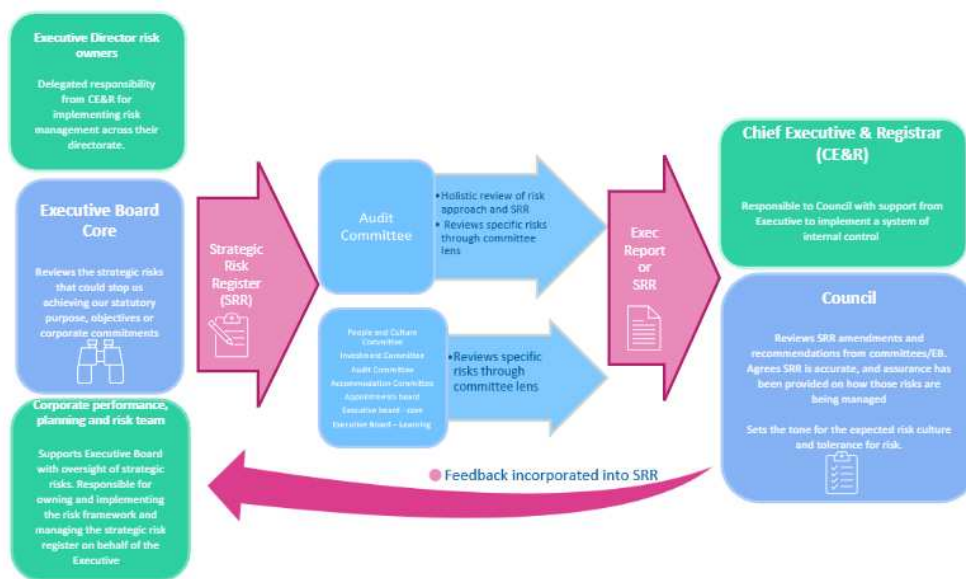 Executive Director risk
owners
Delegated responsibility
from CE&R for
implementing risk
management across their
directorate.
Executive Board
Core
Reviews the strategic risks
that could stop us
achieving our statutory
purpose, objectives or
corporate commitments
Corporate performance,
planning and risk team
Supports Executive Board
with oversight of strategic
risks. Responsible for
owning and implementing
the risk framework and
managing the strategic risk
register on behalf of the
Executive
Strategic
Risk
Register
(SRR)
Audit
Committee
•Holistic review of risk
approach and SRR
• Reviews specific risks
through committee
lens
People and Culture
Committee
Investment Committee
Audit Committee
Accommodation Committee
Appointments board
Executive board - core
Executive Board – Learning
•Reviews specific
risks through
committee lens
Exec
Report
or
SRR
Chief Executive & Registrar
(CE&R)
Responsible to Council with support from
Executive to implement a system of
internal control
Council
Reviews SRR amendments and
recommendations from committees/EB.
Agrees SRR is accurate, and assurance has
been provided on how those risks are
being managed
Sets the tone for the expected risk culture
and tolerance for risk.
Feedback incorporated into SRR